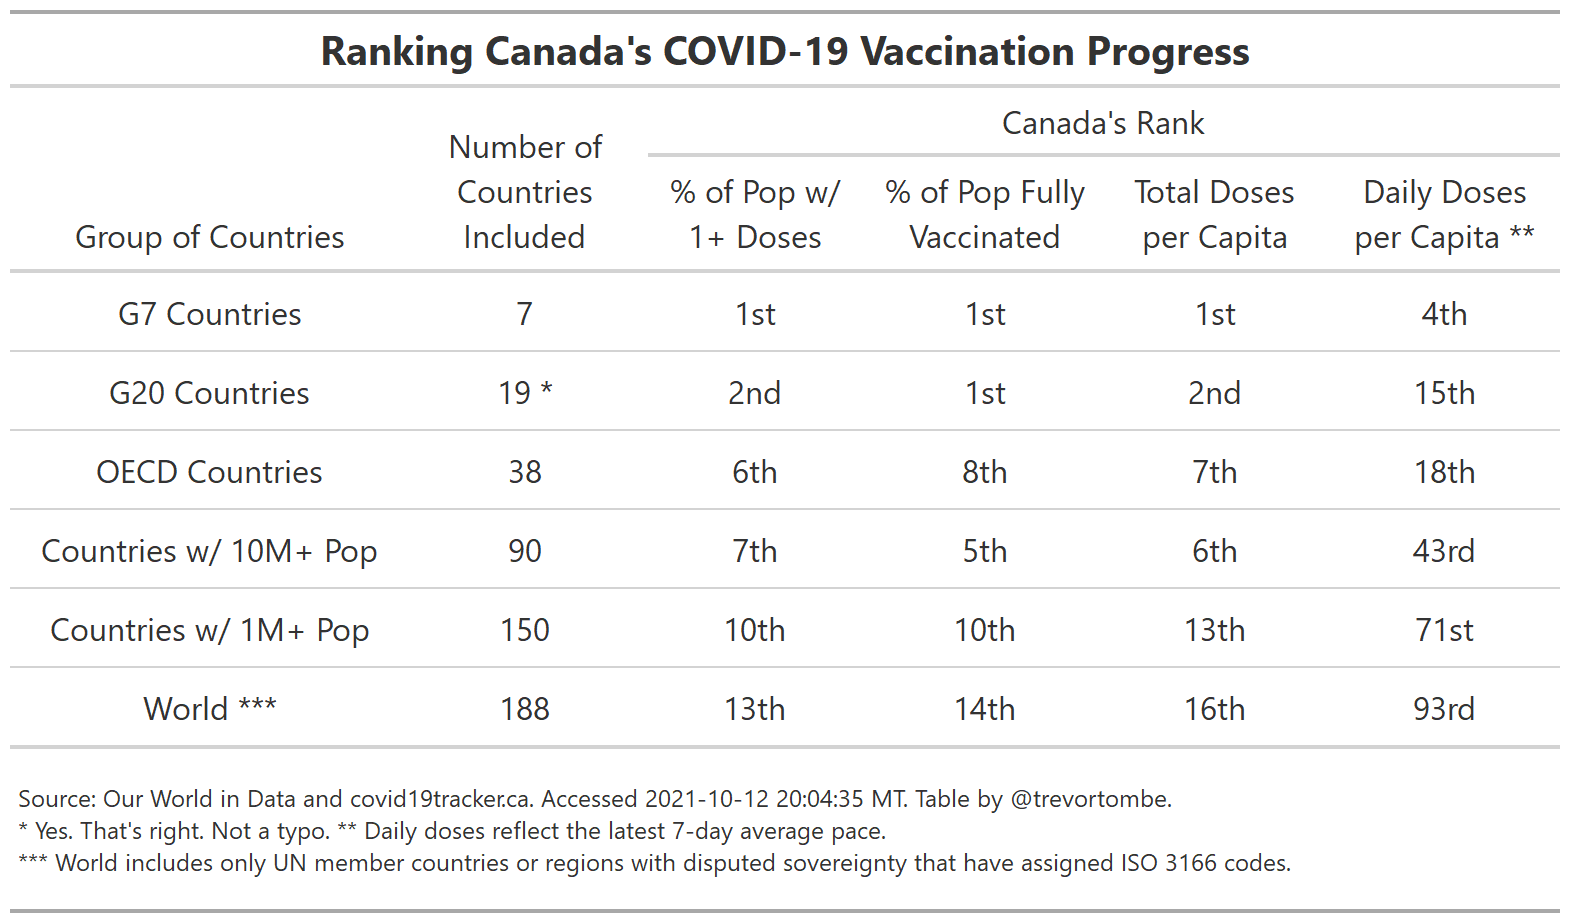 Ranking Canada's COVID-19 Vaccination Progress
Canada's Rank
Number of
Countries
Included
% of Pop w/
1+ Doses
% of Pop Fully
Vaccinated
Total Doses
per Capita
Daily Doses
per Capita **
Group of Countries
G7 Countries 7 1st 1st 1st 4th
G20 Countries 19 * 2nd 1st 2nd 15th
OECD Countries 38 6th 8th 7th 18th
Countries w/ 10M+ Pop 90 7th 5th 6th 43rd
Countries w/ 1M+ Pop 150 10th 10th 13th 71st
World *** 188 13th 14th 16th 93rd
Source: Our World in Data and covid19tracker.ca. Accessed 2021-10-12 20:04:35 MT. Table by @trevortombe.
* Yes. That's right. Not a typo. ** Daily doses reflect the latest 7-day average pace.
*** World includes only UN member countries or regions with disputed sovereignty that have assigned ISO 3166 codes.